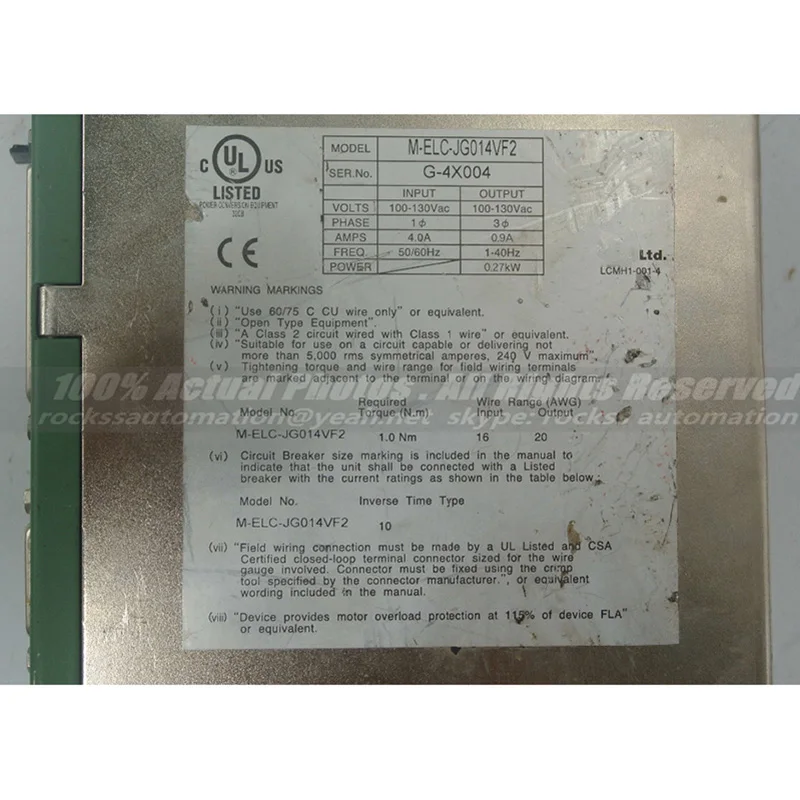 C UL US
LISTED
POWER CONVERSION EQUIPMENT
CE
MODEL M-ELC-JG014VF2
SER.No. G-4X004
INPUT OUTPUT
VOLTS 100-130Vac 100-130Vac
PHASE 1ϕ 3ϕ
AMPS 4.0A 0.9A
FREQ 50/60Hz 1-40Hz
POWER 0.27kW
Ltd.
LCMH1-001-4
WARNING MARKINGS
(i) "Use 60/75 C CU wire only" or equivalent.
(ii) "Open Type Equipment".
(iii) "A Class 2 circuit wired with Class 1 wire" or equivalent.
(iv) "Suitable for use on a circuit capable or delivering not
more than 5,000 rms symmetrical amperes, 240 V maximum"
(v) Tightening torque and wire range for field wiring terminals
are marked adjacent to the terminal or on the wiring diagram.
100% Actual Photos . All Rights Reserved
rockssautomation@yeah.net skype: rockss automation
Required Wire Range (AWG)
Model No. Torque (N.m) Input Output
M-ELC-JG014VF2 1.0 Nm 16 20
(vi) Circuit Breaker size marking is included in the manual to
indicate that the unit shall be connected with a Listed
breaker with the current ratings as shown in the table below:
Model No. Inverse Time Type
M-ELC-JG014VF2 10
(vii) "Field wiring connection must be made by a UL Listed and CSA
Certified closed-loop terminal connector sized for the wire
gauge involved. Connector must be fixed using the crimp
tool specified by the connector manufacturer.", or equivalent
wording included in the manual.
(viii) "Device provides motor overload protection at 115% of device FLA"
or equivalent.